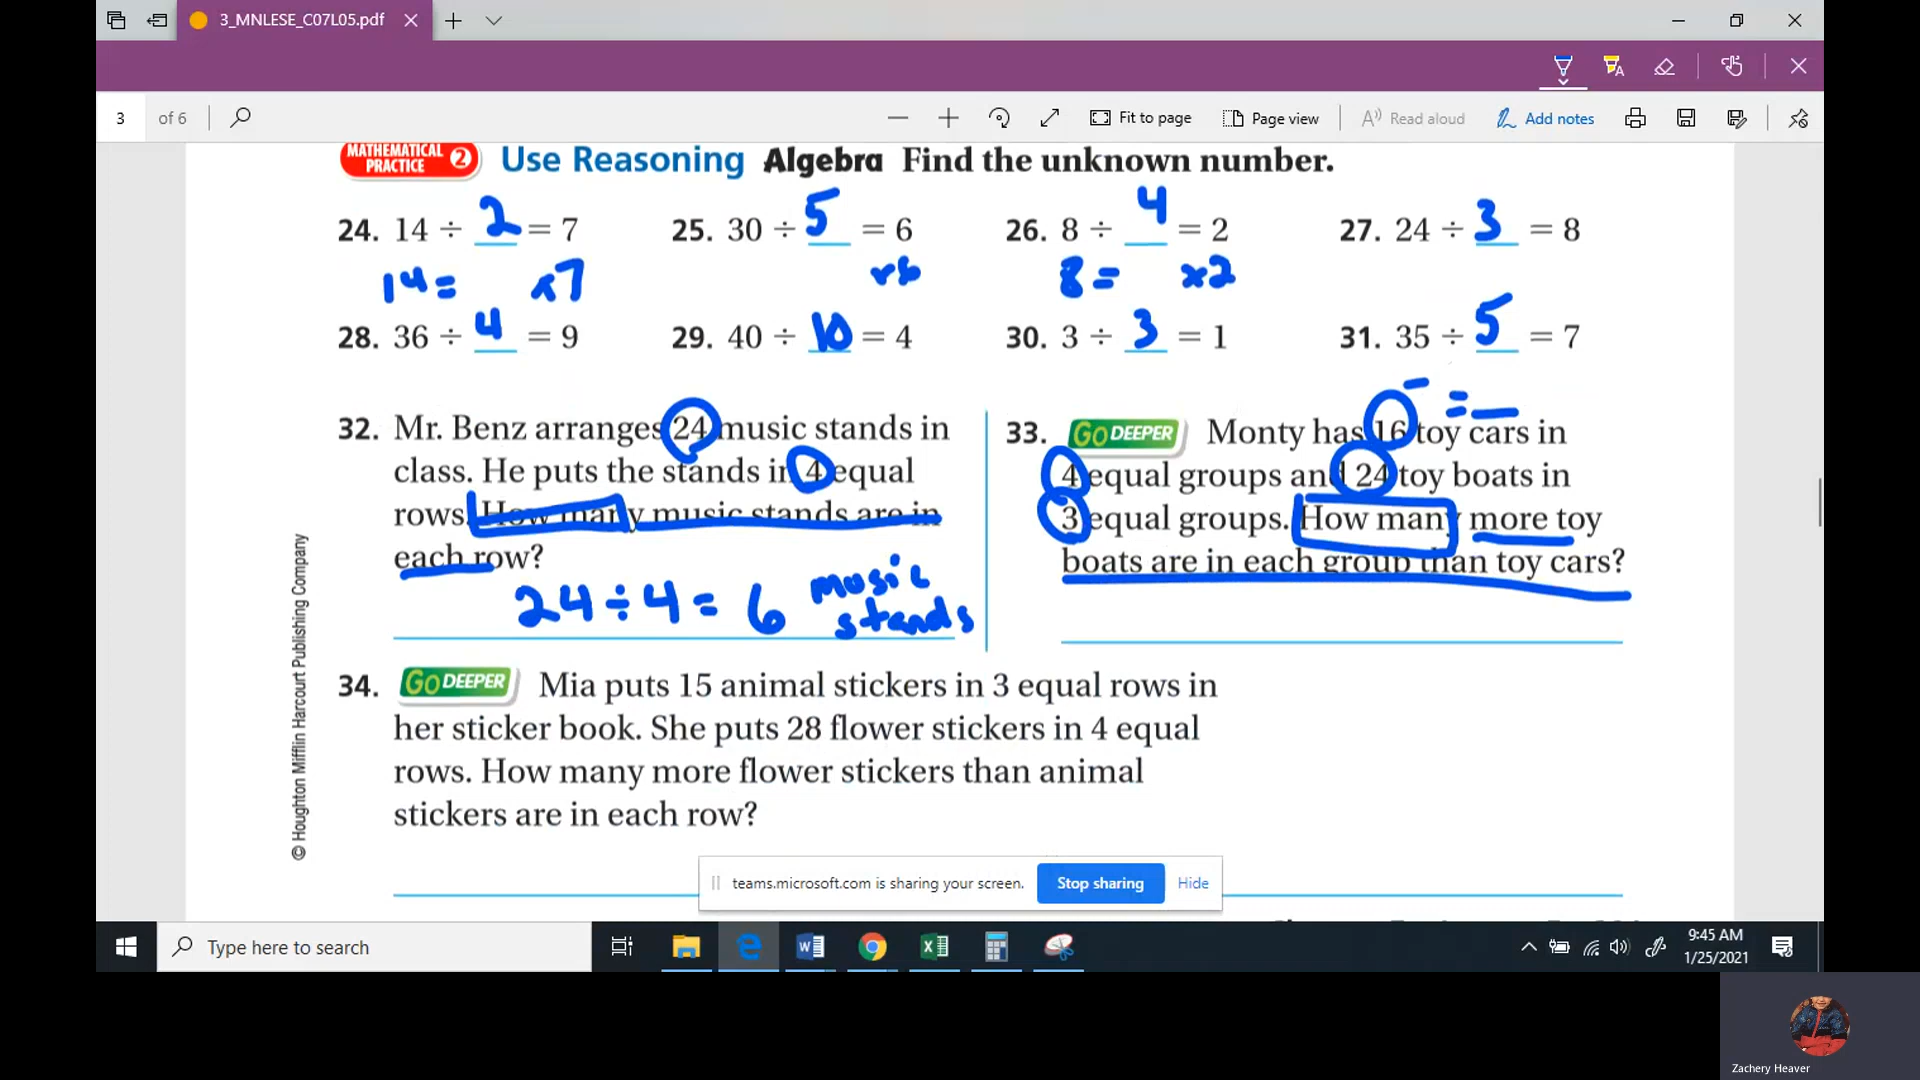 3_MNLESE_C07L05.pdf
3 of 6 Fit to page Page view Read aloud Add notes
MATHEMATICAL PRACTICE 2 Use Reasoning Algebra Find the unknown number.
24. 14 ÷ 2 = 7 25. 30 ÷ 5 = 6 26. 8 ÷ 4 = 2 27. 24 ÷ 3 = 8
14 = x7 x6 8 = x2
28. 36 ÷ 4 = 9 29. 40 ÷ 10 = 4 30. 3 ÷ 3 = 1 31. 35 ÷ 5 = 7
32. Mr. Benz arranges 24 music stands in
class. He puts the stands in 4 equal
rows. How many music stands are in
each row?
24 ÷ 4 = 6 music
stands
– = __
33. GO DEEPER Monty has 16 toy cars in
4 equal groups and 24 toy boats in
3 equal groups. How many more toy
boats are in each group than toy cars?
34. GO DEEPER Mia puts 15 animal stickers in 3 equal rows in
her sticker book. She puts 28 flower stickers in 4 equal
rows. How many more flower stickers than animal
stickers are in each row?
© Houghton Mifflin Harcourt Publishing Company
teams.microsoft.com is sharing your screen. Stop sharing Hide
Type here to search
9:45 AM
1/25/2021
Zachery Heaver